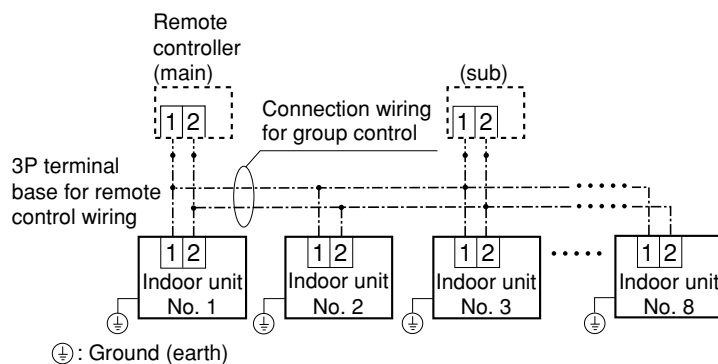 Remote
controller
(main)
(sub)
1 2
1 2
Connection wiring
for group control
3P terminal
base for remote
control wiring
1 2
1 2
1 2
1 2
Indoor unit
No. 1
Indoor unit
No. 2
Indoor unit
No. 3
Indoor unit
No. 8
: Ground (earth)